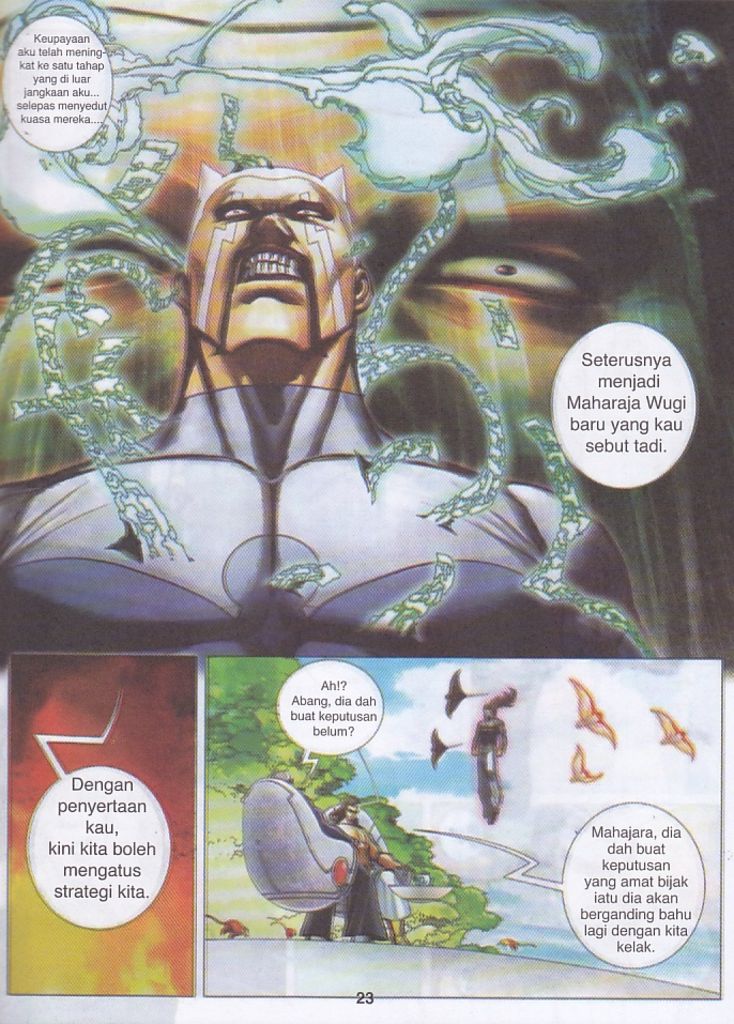 Keupayaan
aku telah mening-
kat ke satu tahap
yang di luar
jangkaan aku...
selepas menyedut
kuasa mereka....
Seterusnya
menjadi
Maharaja Wugi
baru yang kau
sebut tadi.
Dengan
penyertaan
kau,
kini kita boleh
mengatus
strategi kita.
Ah!?
Abang, dia dah
buat keputusan
belum?
Mahajara, dia
dah buat
keputusan
yang amat bijak
iatu dia akan
berganding bahu
lagi dengan kita
kelak.
23